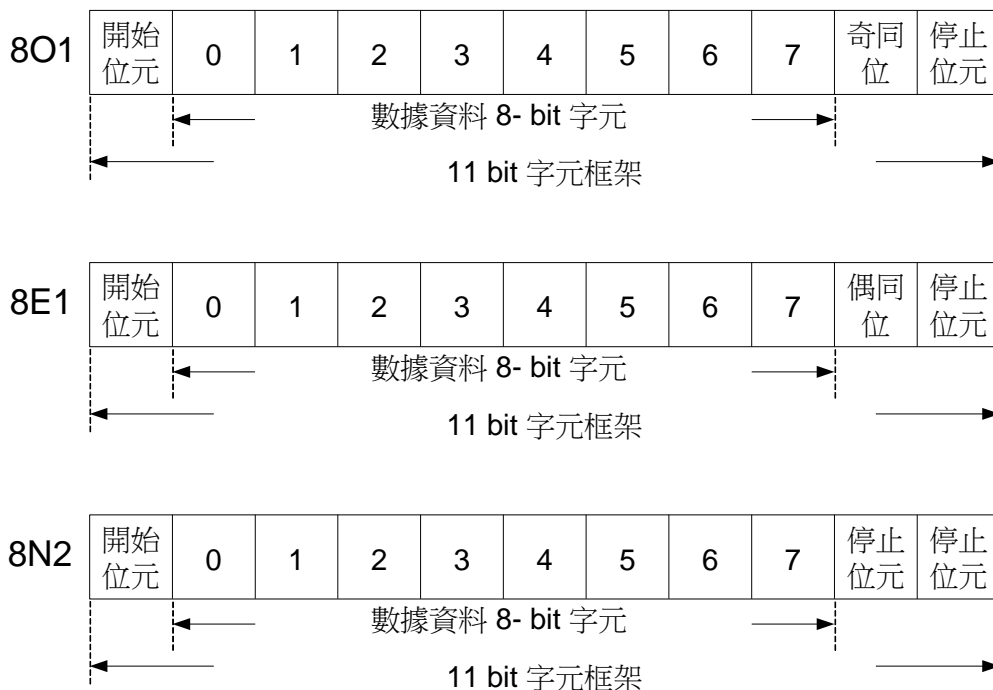 8O1 開始位元 0 1 2 3 4 5 6 7 奇同位 停止位元
數據資料 8- bit 字元
11 bit 字元框架
8E1 開始位元 0 1 2 3 4 5 6 7 偶同位 停止位元
數據資料 8- bit 字元
11 bit 字元框架
8N2 開始位元 0 1 2 3 4 5 6 7 停止位元 停止位元
數據資料 8- bit 字元
11 bit 字元框架